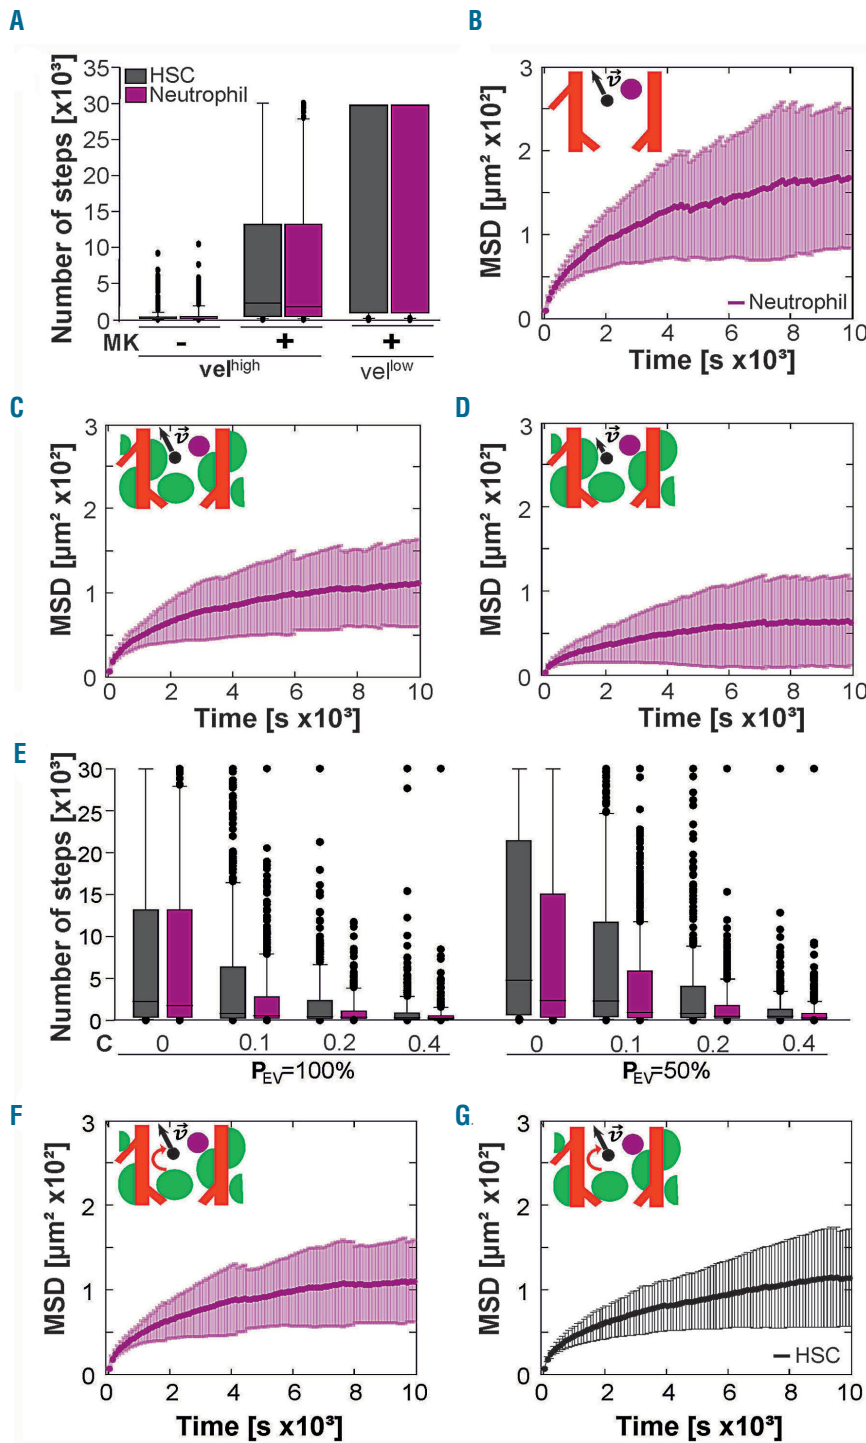 A
Number of steps [x10³]
35
30
25
20
15
10
5
0
HSC
Neutrophil
MK - + +
vel^high vel^low
B
MSD [µm² x10²]
3
2
1
0
v
Neutrophil
0 2 4 6 8 10
Time [s x10³]
C
MSD [µm² x10²]
3
2
1
0
v
0 2 4 6 8 10
Time [s x10³]
D
MSD [µm² x10²]
3
2
1
0
v
0 2 4 6 8 10
Time [s x10³]
E
Number of steps [x10³]
30
25
20
15
10
5
0
C 0 0.1 0.2 0.4 0 0.1 0.2 0.4
P_EV=100% P_EV=50%
F
MSD [µm² x10²]
3
2
1
0
v
0 2 4 6 8 10
Time [s x10³]
G.
MSD [µm² x10²]
3
2
1
0
v
HSC
0 2 4 6 8 10
Time [s x10³]